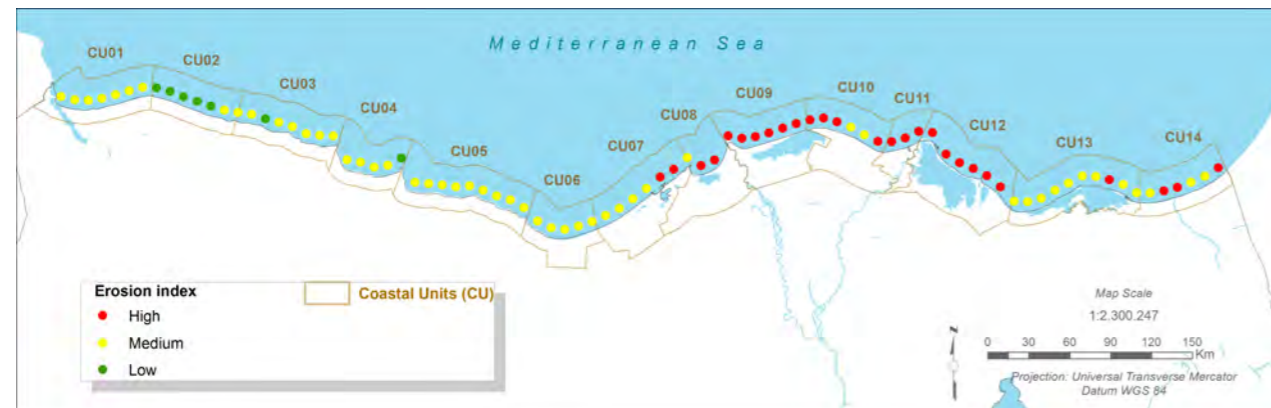 Mediterranean Sea
CU01
CU02
CU03
CU04
CU05
CU06
CU07
CU08
CU09
CU10
CU11
CU12
CU13
CU14
Erosion index
Coastal Units (CU)
High
Medium
Low
N
Map Scale
1:2.300.247
0 30 60 90 120 150
Km
Projection: Universal Transverse Mercator
Datum WGS 84